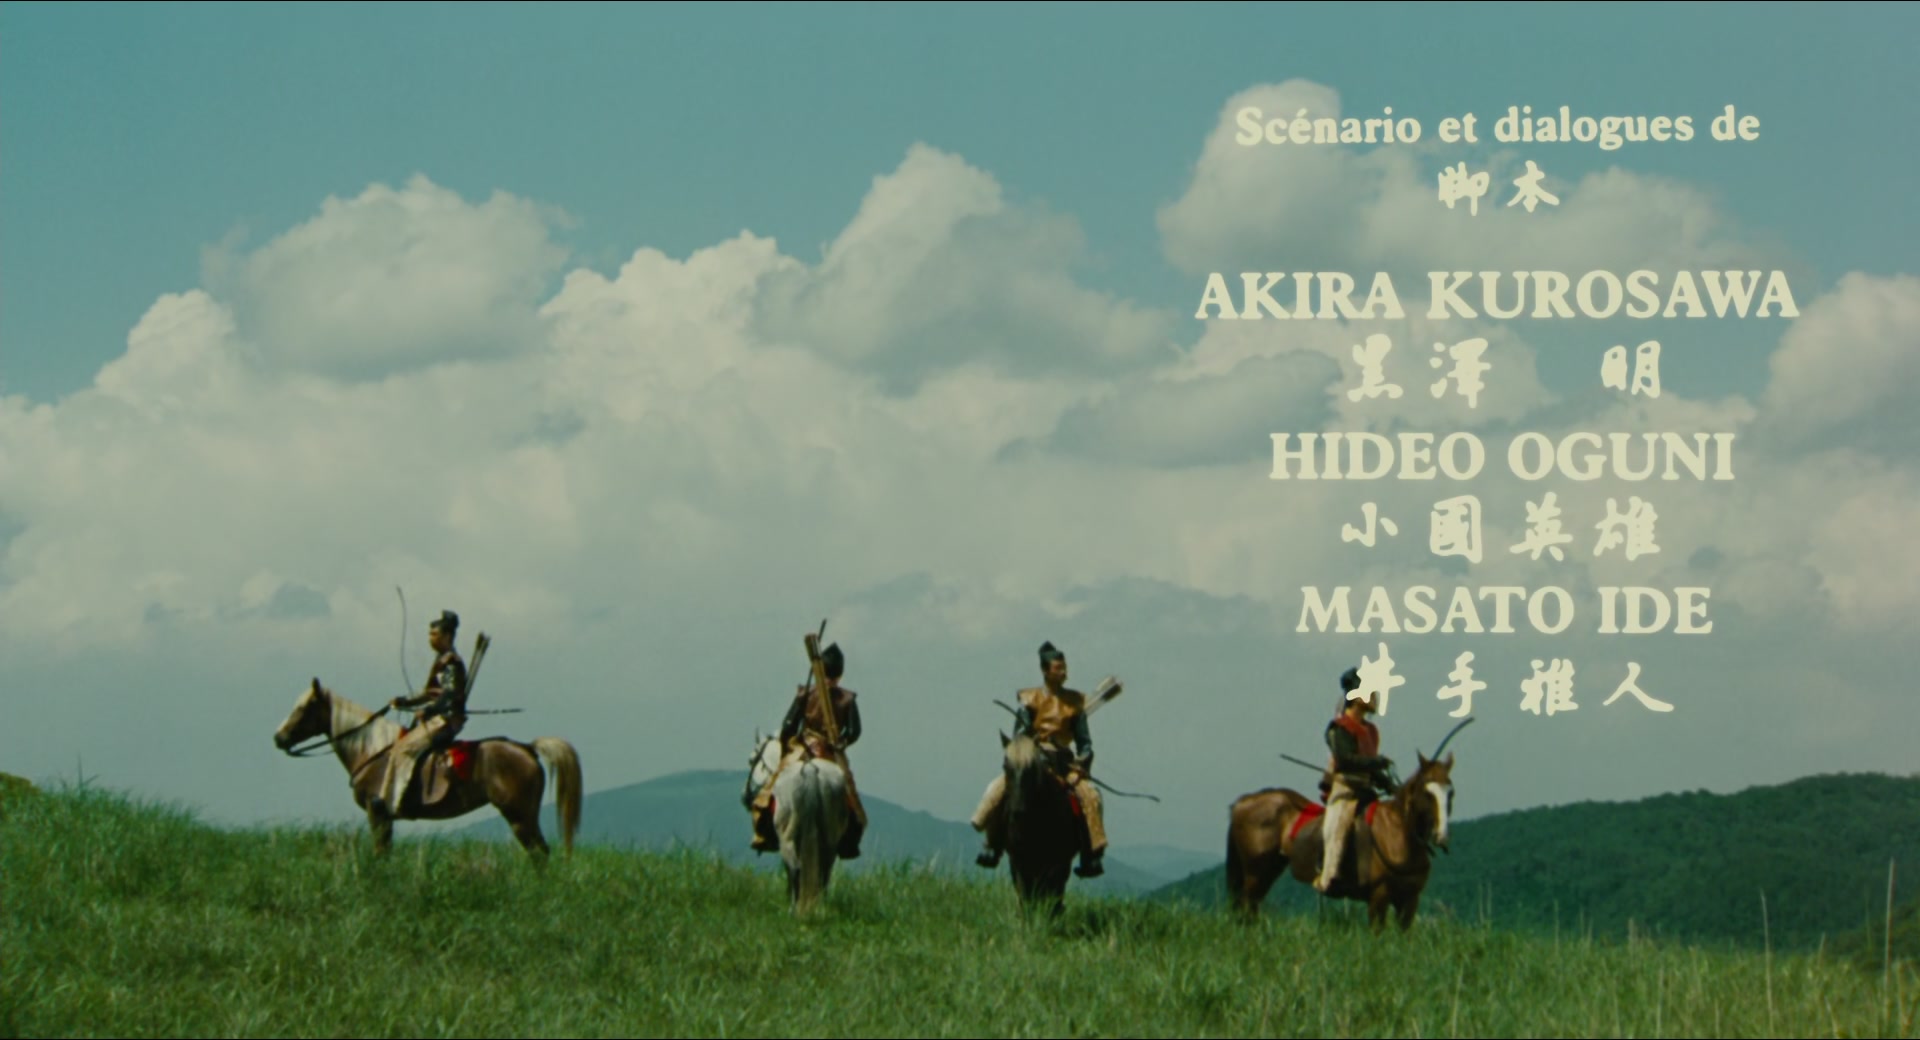 Scénario et dialogues de
脚本
AKIRA KUROSAWA
黒澤 明
HIDEO OGUNI
小國英雄
MASATO IDE
井手雅人